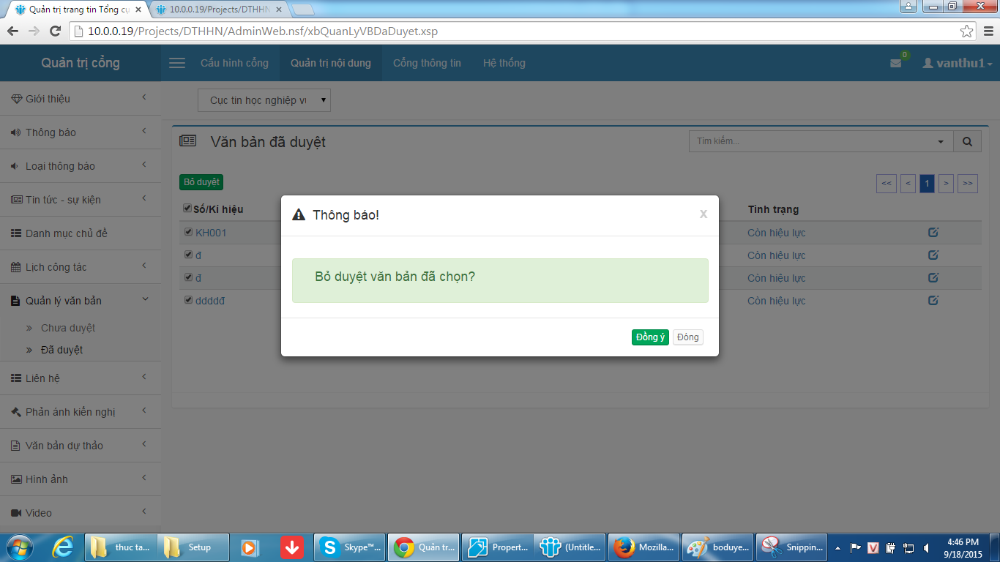 Quản trị trang tin Tổng cụ
10.0.0.19/Projects/DTHHN
10.0.0.19/Projects/DTHHN/AdminWeb.nsf/xbQuanLyVBDaDuyet.xsp
Quản trị cổng
Cấu hình cổng
Quản trị nội dung
Cổng thông tin
Hệ thống
0
vanthu1
Giới thiệu
Thông báo
Loại thông báo
Tin tức - sự kiện
Danh mục chủ đề
Lịch công tác
Quản lý văn bản
Chưa duyệt
Đã duyệt
Liên hệ
Phản ánh kiến nghị
Văn bản dự thảo
Hình ảnh
Video
Cục tin học nghiệp vụ
Văn bản đã duyệt
Tìm kiếm...
Bỏ duyệt
<< < 1 > >>
Số/Kí hiệu
Tình trạng
KH001
Còn hiệu lực
đ
Còn hiệu lực
đ
Còn hiệu lực
ddddđ
Còn hiệu lực
Thông báo!
x
Bỏ duyệt văn bản đã chọn?
Đồng ý
Đóng
thuc ta...
Setup
Skype™...
Quản tr...
Propert...
(Untitle...
Mozilla...
boduye...
Snippin...
4:46 PM
9/18/2015